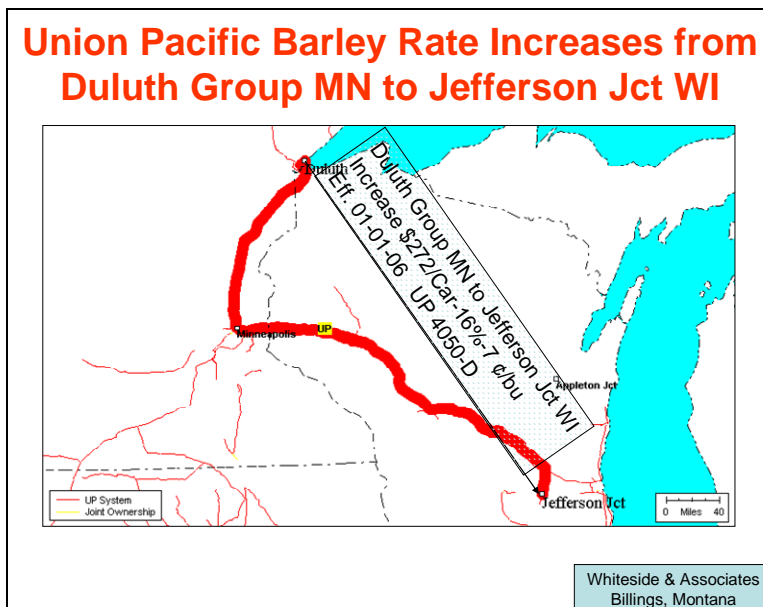 Union Pacific Barley Rate Increases from
Duluth Group MN to Jefferson Jct WI
Duluth
Duluth Group MN to Jefferson Jct WI
Increase $272/Car-16%-7 ¢/bu
Eff. 01-01-06 UP 4050-D
Minneapolis
UP
Appleton Jct
Jefferson Jct
UP System
Joint Ownership
0 Miles 40
Whiteside & Associates
Billings, Montana